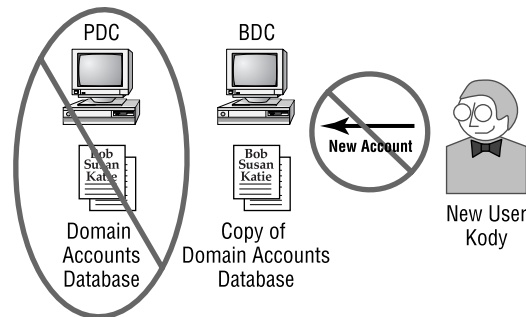 PDC
BDC
Bob
Susan
Katie
Bob
Susan
Katie
New Account
Domain
Accounts
Database
Copy of
Domain Accounts
Database
New User
Kody